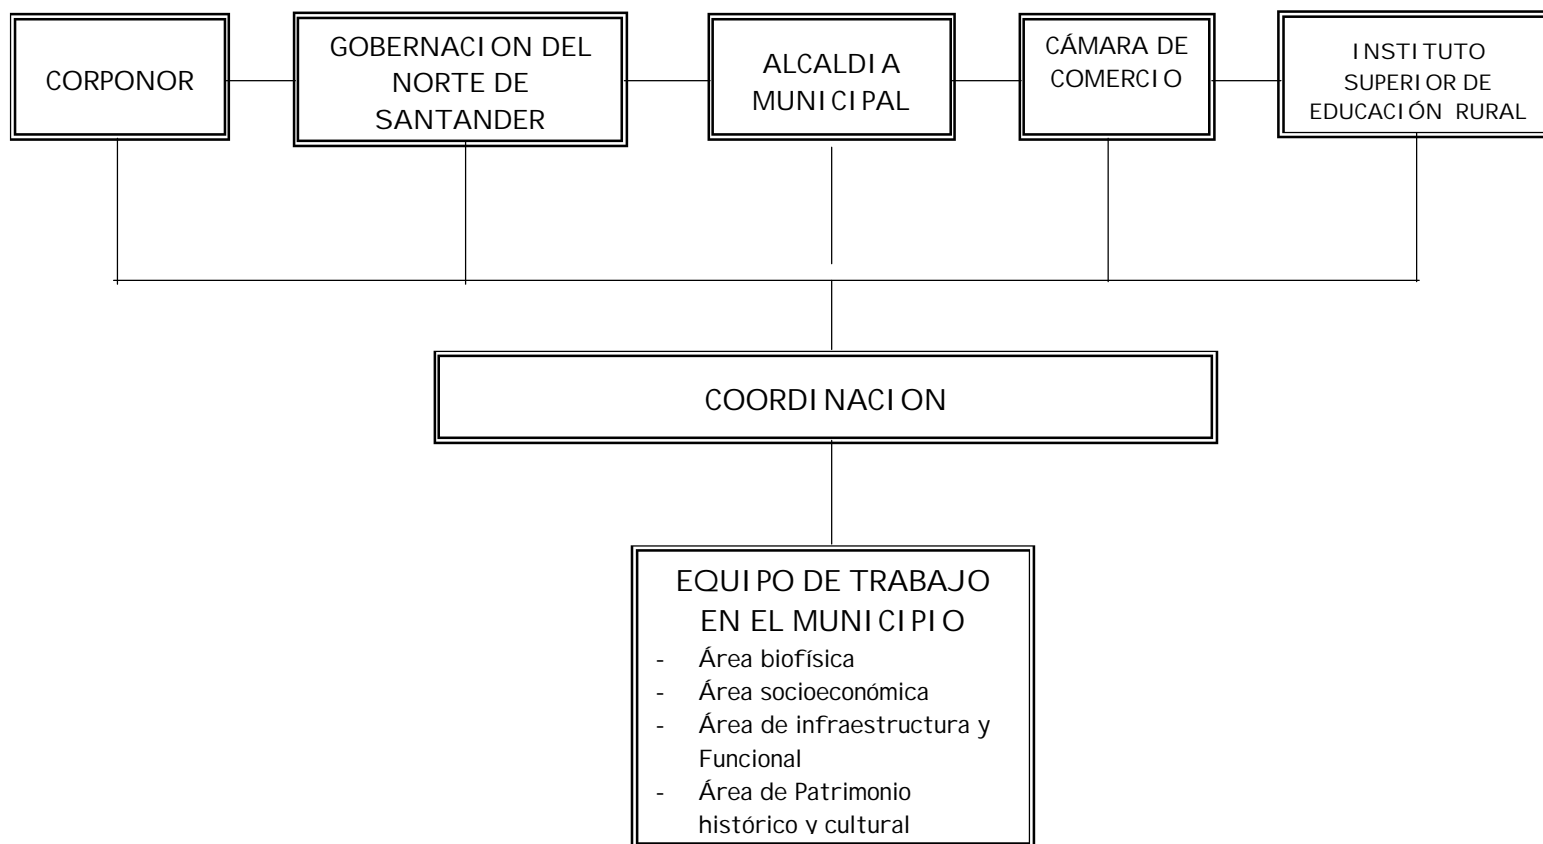 CORPONOR
GOBERNACION DEL
NORTE DE
SANTANDER
ALCALDIA
MUNICIPAL
CÁMARA DE
COMERCIO
INSTITUTO
SUPERIOR DE
EDUCACIÓN RURAL
COORDINACION
EQUIPO DE TRABAJO
EN EL MUNICIPIO
- Área biofísica
- Área socioeconómica
- Área de infraestructura y
Funcional
- Área de Patrimonio
histórico y cultural